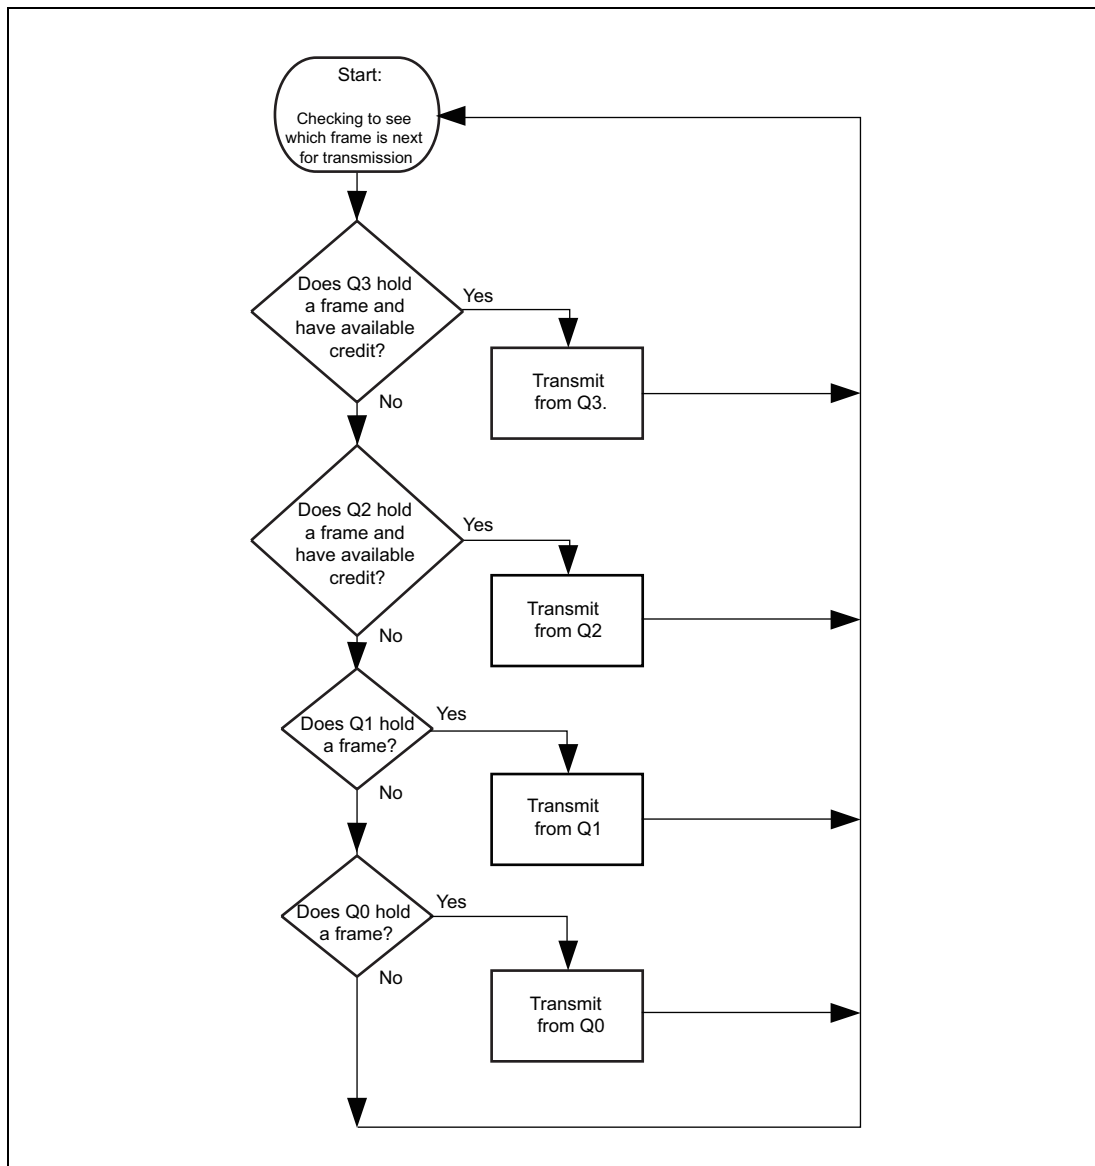 Start:
Checking to see
which frame is next
for transmission
Does Q3 hold
a frame and
have available
credit?
Yes
Transmit
from Q3.
No
Does Q2 hold
a frame and
have available
credit?
Yes
Transmit
from Q2
No
Does Q1 hold
a frame?
Yes
Transmit
from Q1
No
Does Q0 hold
a frame?
Yes
Transmit
from Q0
No